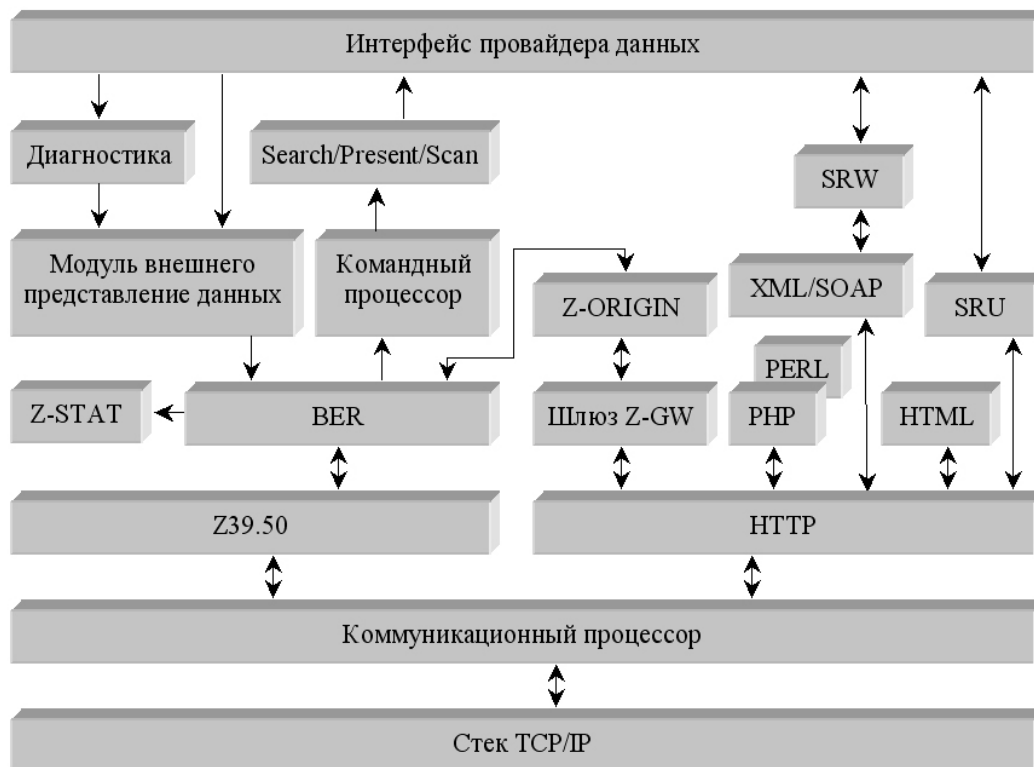 Интерфейс провайдера данных
Диагностика
Search/Present/Scan
SRW
Модуль внешнего
представление данных
Командный
процессор
Z-ORIGIN
XML/SOAP
SRU
PERL
Z-STAT
BER
Шлюз Z-GW
PHP
HTML
Z39.50
HTTP
Коммуникационный процессор
Стек TCP/IP